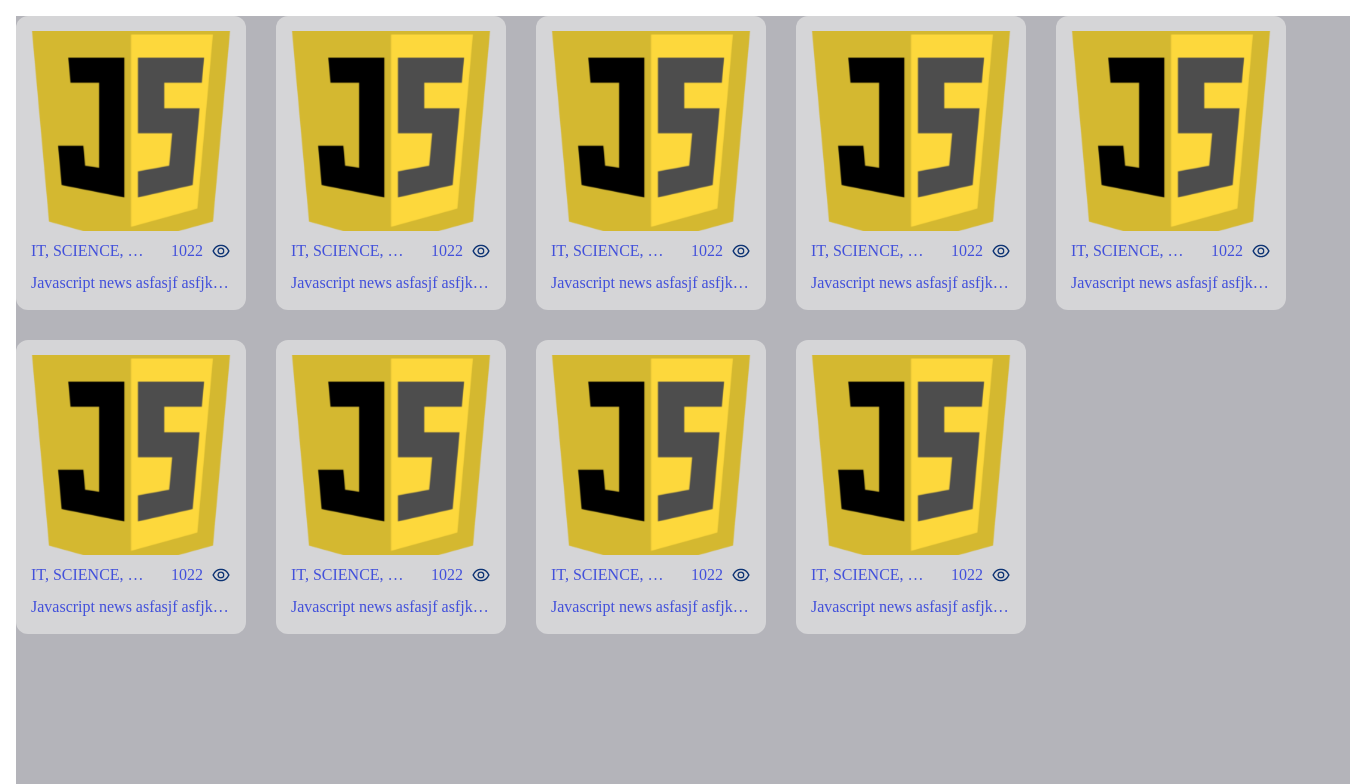 JS JS JS JS JS
IT, SCIENCE, … 1022 IT, SCIENCE, … 1022 IT, SCIENCE, … 1022 IT, SCIENCE, … 1022 IT, SCIENCE, … 1022
Javascript news asfasjf asfjk… Javascript news asfasjf asfjk… Javascript news asfasjf asfjk… Javascript news asfasjf asfjk… Javascript news asfasjf asfjk…
JS JS JS JS
IT, SCIENCE, … 1022 IT, SCIENCE, … 1022 IT, SCIENCE, … 1022 IT, SCIENCE, … 1022
Javascript news asfasjf asfjk… Javascript news asfasjf asfjk… Javascript news asfasjf asfjk… Javascript news asfasjf asfjk…